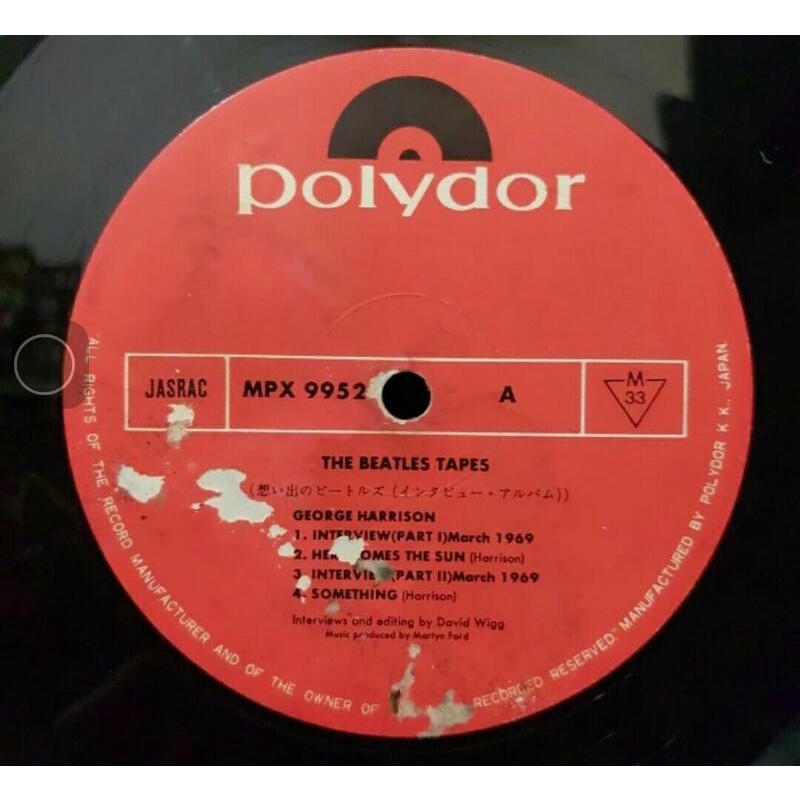 polydor
JASRAC
MPX 9952
A
M
33
THE BEATLES TAPES
(想い出のビートルズ(インタビュー・アルバム))
GEORGE HARRISON
1. INTERVIEW(PART I)March 1969
2. COMES THE SUN (Harrison)
3 (PART II)March 1969
4. SOMETHING (Harrison)
Interviews and editing by David Wigg
Music produced by Martyn Ford
"ALL RIGHTS OF THE RECORD MANUFACTURER AND OF THE OWNER OF RECORDED RESERVED" MANUFACTURED BY POLYDOR K.K., JAPAN.